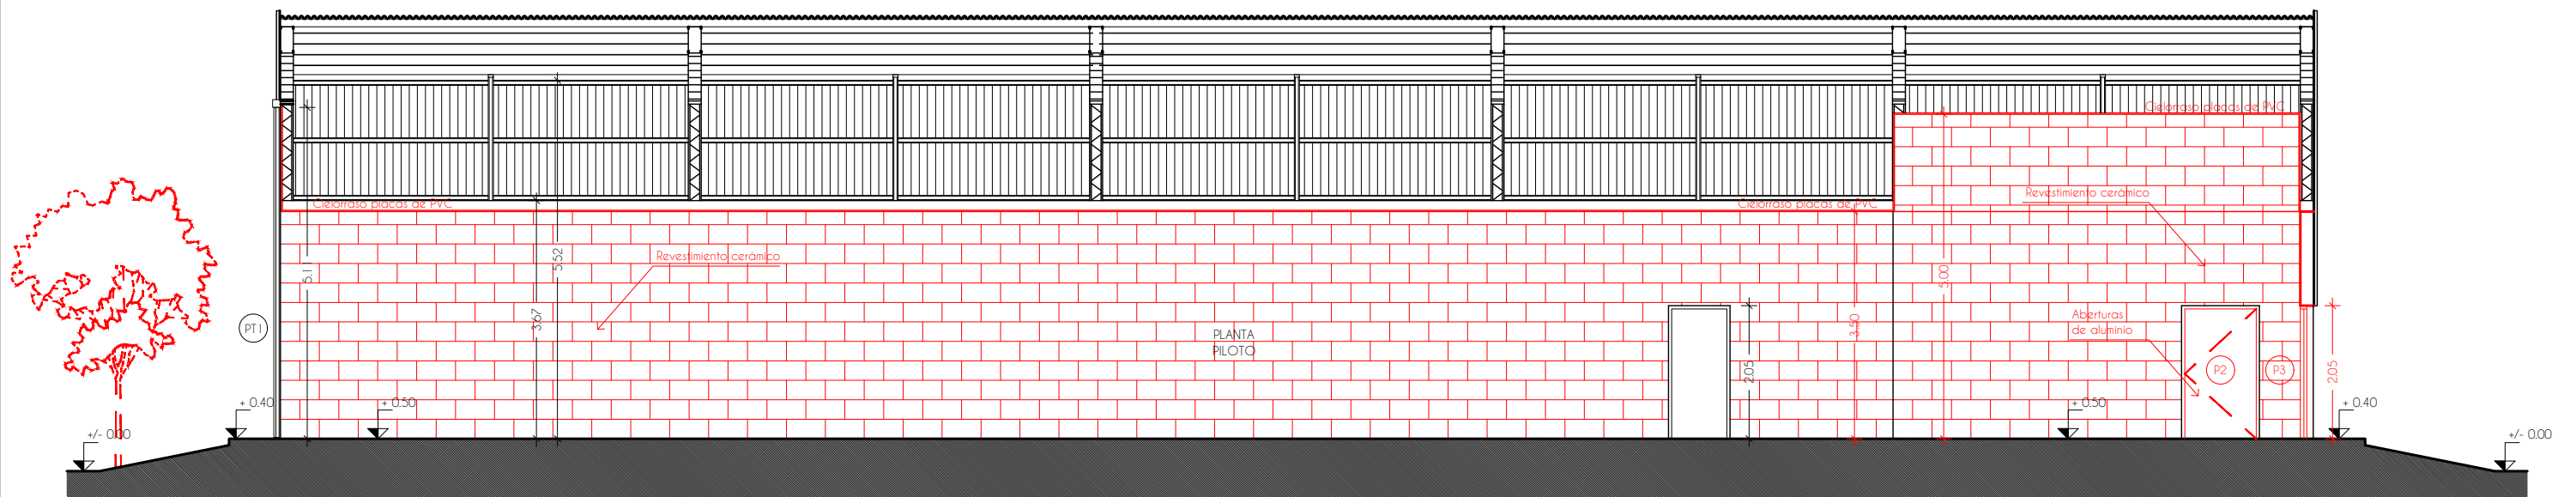 Cielorraso placas de PVC
Cielorraso placas de PVC
Cielorraso placas de PVC
Revestimiento cerámico
Revestimiento cerámico
5.11
5.52
3.67
5.00
3.50
2.05
2.05
PT1
PLANTA
PILOTO
Aberturas
de aluminio
P2
P3
+ 0.40
+ 0.50
+ 0.50
+ 0.40
+/- 0.00
+/- 0.00